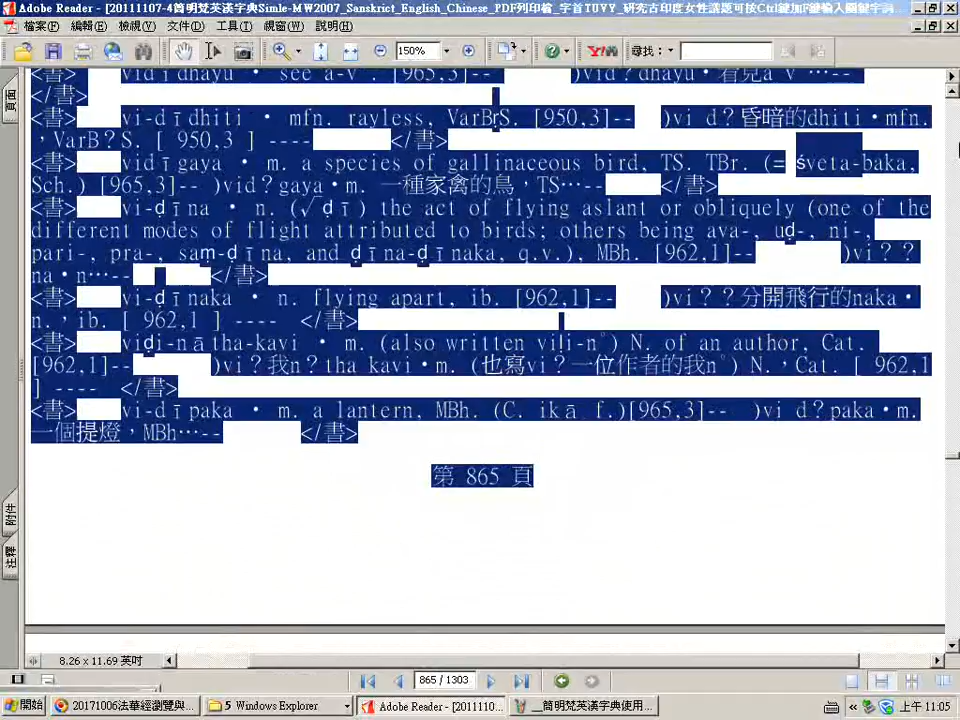 Adobe Reader - [20111107-4簡明梵英漢字典Simle-MW2007_Sanskrict_English_Chinese_PDF列印檔_字首TUVY_研究古印度女性議題可按Ctrl鍵加F鍵輸入關鍵字詞...
檔案(F) 編輯(E) 檢視(V) 文件(D) 工具(T) 視窗(W) 說明(H)
150% 尋找:
頁面
<書> vidīdhayu · see a-v . [965,3]-- )vid?dhayu·看見a v …--
</書>
<書> vi-dīdhiti · mfn. rayless, VarBrS. [950,3]-- )vi d?昏暗的dhiti·mfn.
，VarB?S. [ 950,3 ] ---- </書>
<書> vidīgaya · m. a species of gallinaceous bird, TS. TBr. (= śveta-baka,
Sch.) [965,3]-- )vid?gaya·m. 一種家禽的鳥，TS…-- </書>
<書> vi-ḍīna · n. (√ḍī) the act of flying aslant or obliquely (one of the
different modes of flight attributed to birds; others being ava-, uḍ-, ni-,
pari-, pra-, saṃ-ḍīna, and ḍīna-ḍīnaka, q.v.), MBh. [962,1]-- )vi？？
na·n…-- </書>
<書> vi-ḍīnaka · n. flying apart, ib. [962,1]-- )vi？？分開飛行的naka·
n.，ib. [ 962,1 ] ---- </書>
<書> viḍi-nātha-kavi · m. (also written viḷi-n°) N. of an author, Cat.
[962,1]-- )vi？我n？tha kavi·m. (也寫vi？一位作者的我n°) N.，Cat. [ 962,1
] ---- </書>
<書> vi-dīpaka · m. a lantern, MBh. (C. ikā f.)[965,3]-- )vi d?paka·m.
一個提燈，MBh…-- </書>
第 865 頁
附件
注釋
8.26 x 11.69 英吋
865 / 1303
開始 20171006法華經瀏覽與... 5 Windows Explorer Adobe Reader - [2011110... __簡明梵英漢字典使用... 上午 11:05